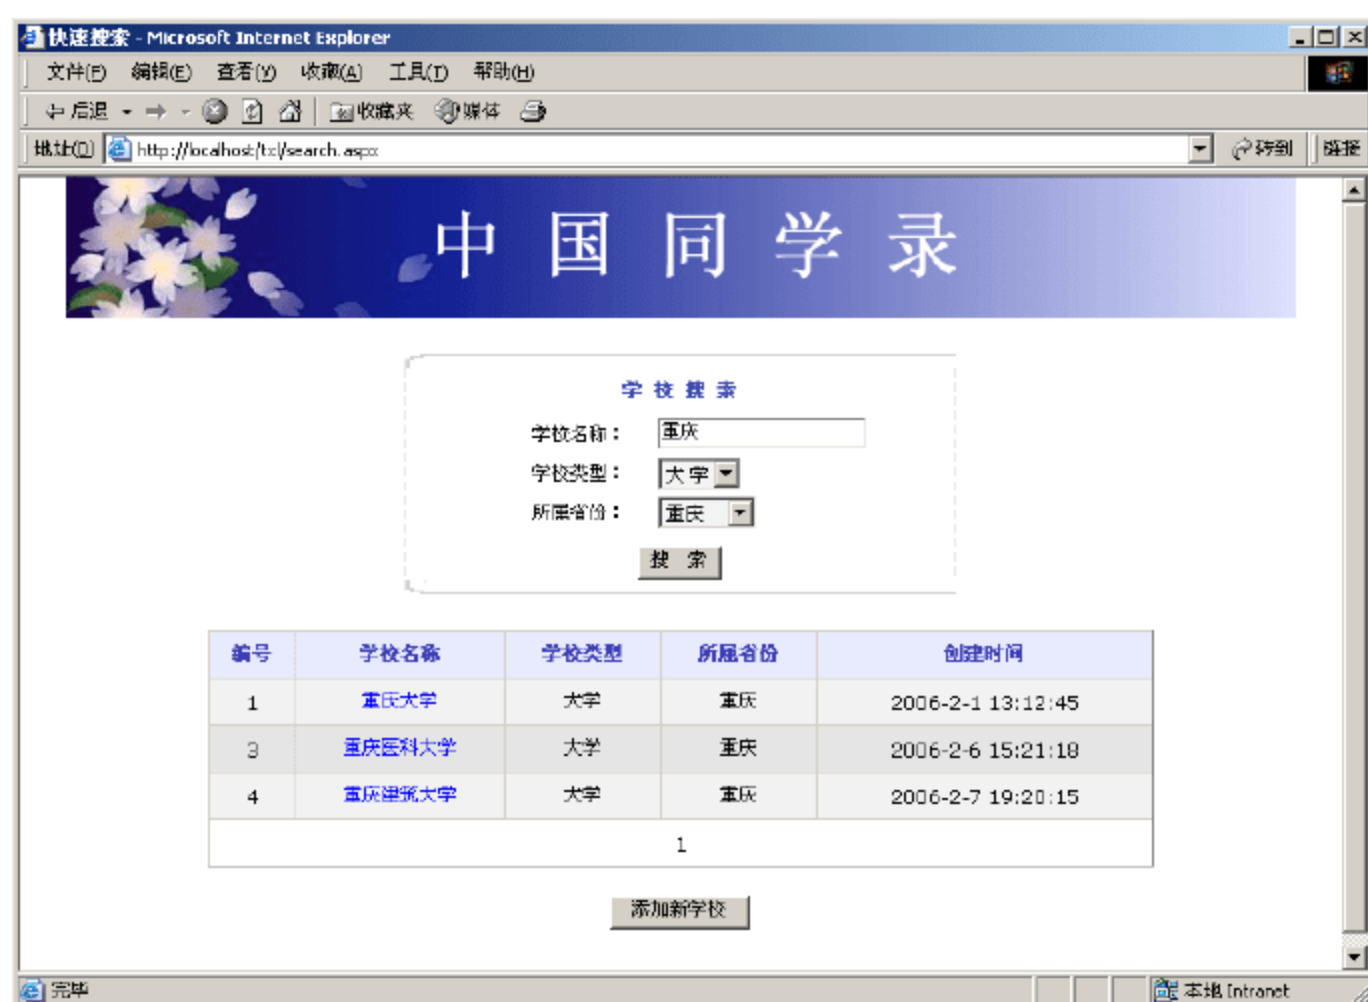 快速搜索 - Microsoft Internet Explorer
文件(F) 编辑(E) 查看(V) 收藏(A) 工具(T) 帮助(H)
后退 收藏夹 媒体
地址(D) http://localhost/txl/search.aspx 转到 链接
中国同学录
学校搜索
学校名称： 重庆
学校类型： 大学
所属省份： 重庆
搜 索
编号 学校名称 学校类型 所属省份 创建时间
1 重庆大学 大学 重庆 2006-2-1 13:12:45
3 重庆医科大学 大学 重庆 2006-2-6 15:21:18
4 重庆建筑大学 大学 重庆 2006-2-7 19:20:15
1
添加新学校
完毕 本地 Intranet